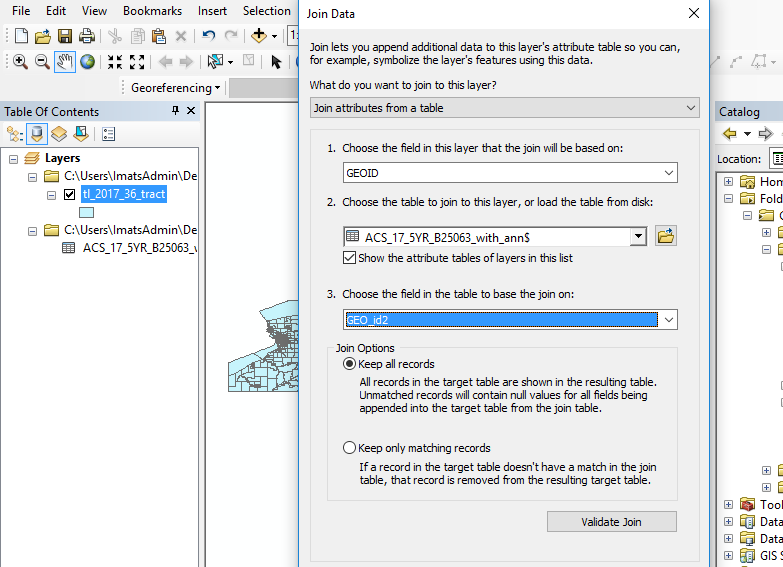 File Edit View Bookmarks Insert Selection
Georeferencing
Table Of Contents
Layers
C:\Users\ImatsAdmin\De
tl_2017_36_tract
C:\Users\ImatsAdmin\De
ACS_17_5YR_B25063_v
Join Data
Join lets you append additional data to this layer's attribute table so you can,
for example, symbolize the layer's features using this data.
What do you want to join to this layer?
Join attributes from a table
1. Choose the field in this layer that the join will be based on:
GEOID
2. Choose the table to join to this layer, or load the table from disk:
ACS_17_5YR_B25063_with_ann$
Show the attribute tables of layers in this list
3. Choose the field in the table to base the join on:
GEO_id2
Join Options
Keep all records
All records in the target table are shown in the resulting table.
Unmatched records will contain null values for all fields being
appended into the target table from the join table.
Keep only matching records
If a record in the target table doesn't have a match in the join
table, that record is removed from the resulting target table.
Validate Join
Catalog
Location:
Hom
Fold
Tool
Data
Data
GIS S